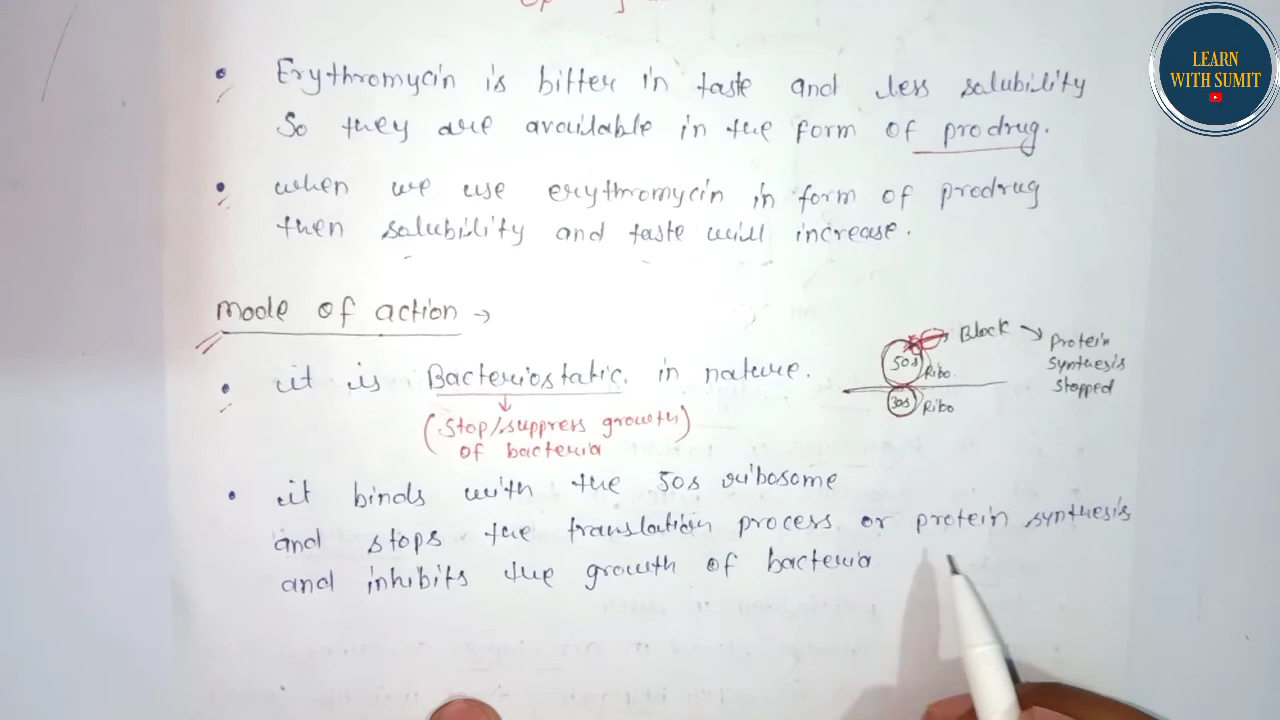 Erythromycin is bitter in taste and less solubility
So they are available in the form of prodrug.
when we use erythromycin in form of prodrug
then solubility and taste will increase.
Mode of action →
it is Bacteriostatic. in nature.
(Stop/suppress growth)
of bacteria
it binds with the 50s ribosome
and stops the translation process or protein synthesis
and inhibits the growth of bacteria
50s
Ribo.
30s
Ribo
Block
Protein
Synthesis
Stopped
LEARN
WITH SUMIT